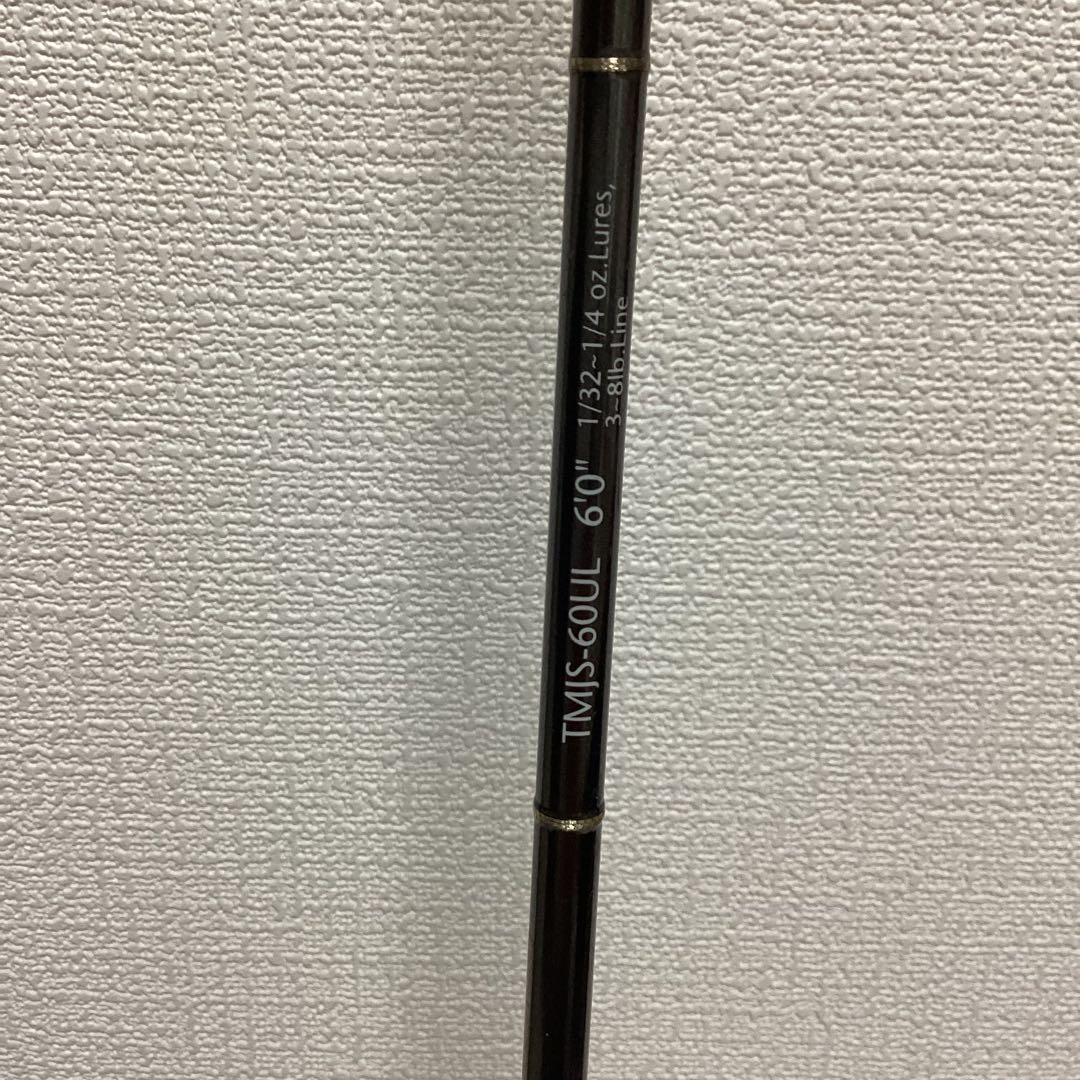 TMJS-60UL 6'0" 1/32~1/4 oz.Lures,
3~8lb.Line